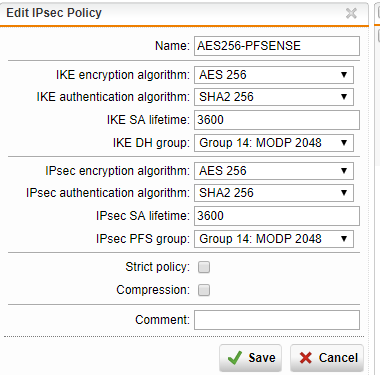 Edit IPsec Policy
Name: AES256-PFSENSE
IKE encryption algorithm: AES 256
IKE authentication algorithm: SHA2 256
IKE SA lifetime: 3600
IKE DH group: Group 14: MODP 2048
IPsec encryption algorithm: AES 256
IPsec authentication algorithm: SHA2 256
IPsec SA lifetime: 3600
IPsec PFS group: Group 14: MODP 2048
Strict policy:
Compression:
Comment:
Save Cancel